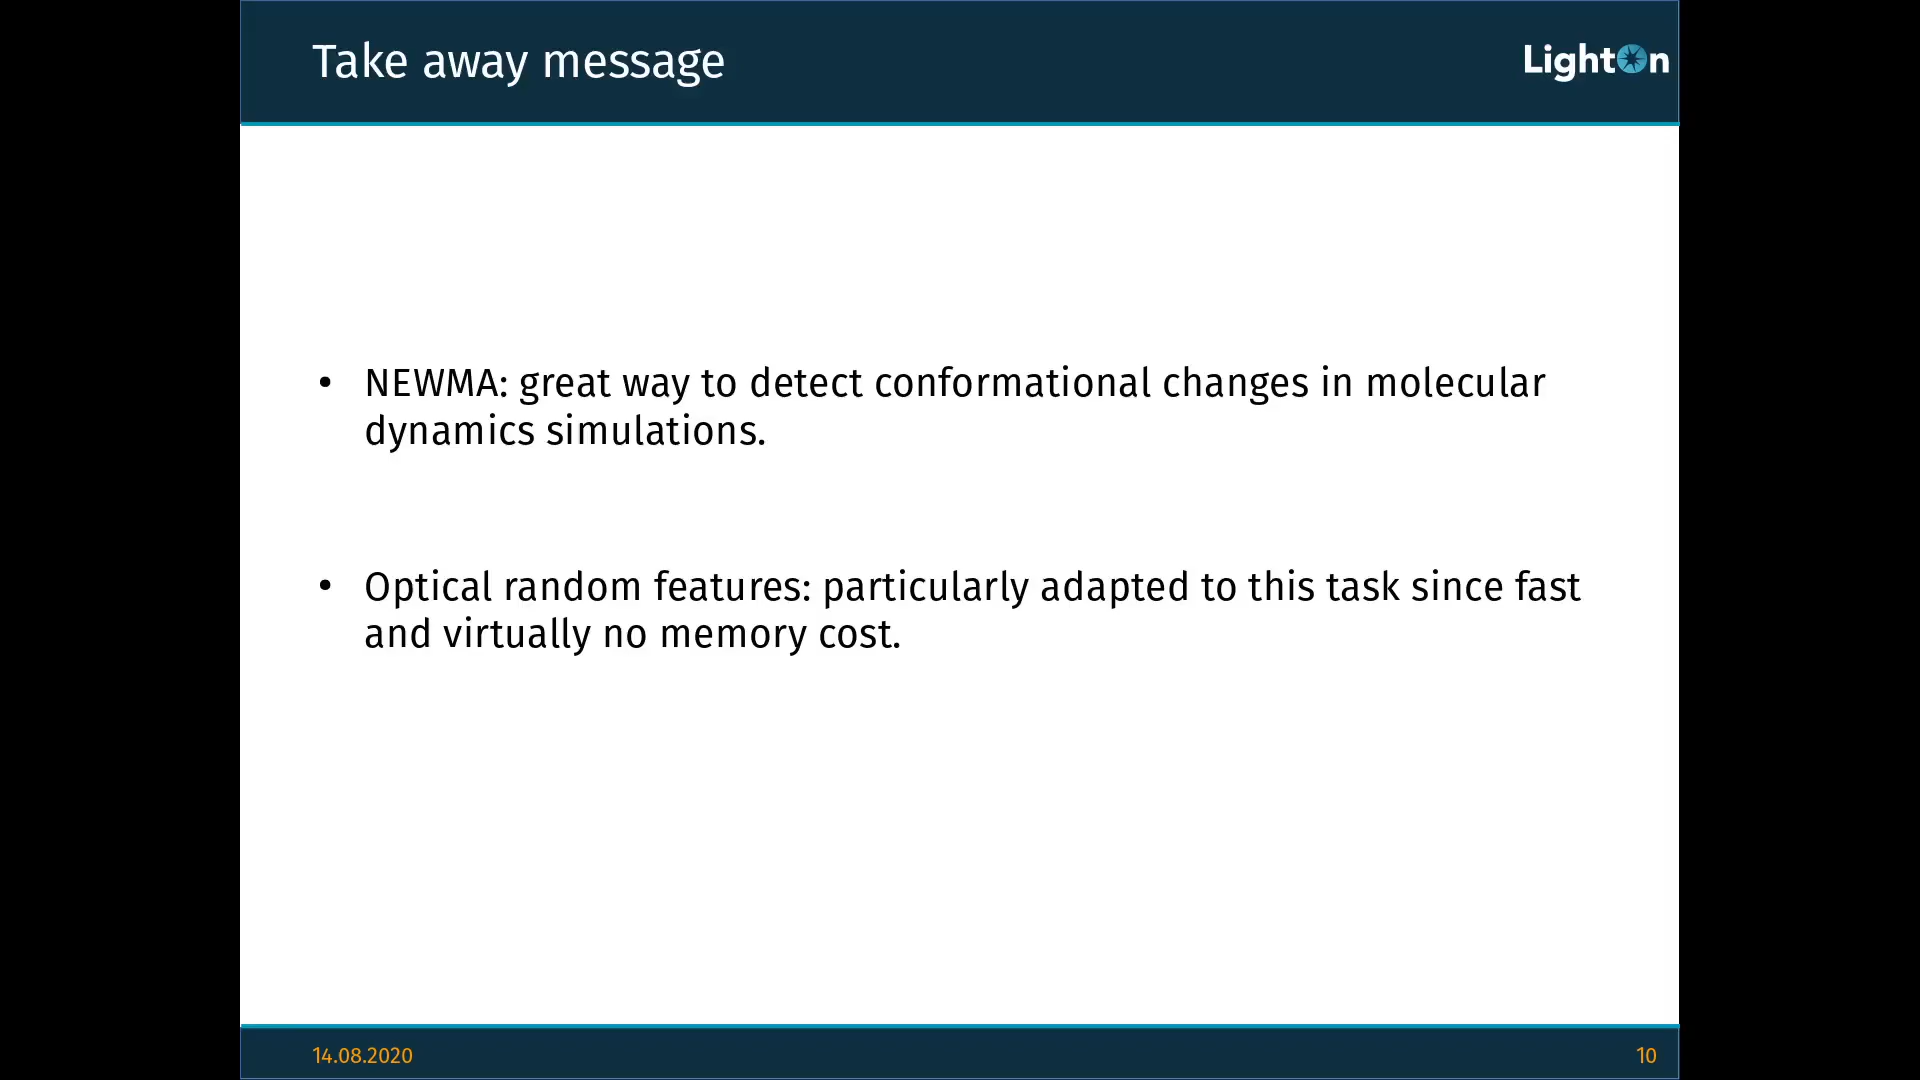 Take away message
LightOn
• NEWMA: great way to detect conformational changes in molecular
dynamics simulations.
• Optical random features: particularly adapted to this task since fast
and virtually no memory cost.
14.08.2020
10